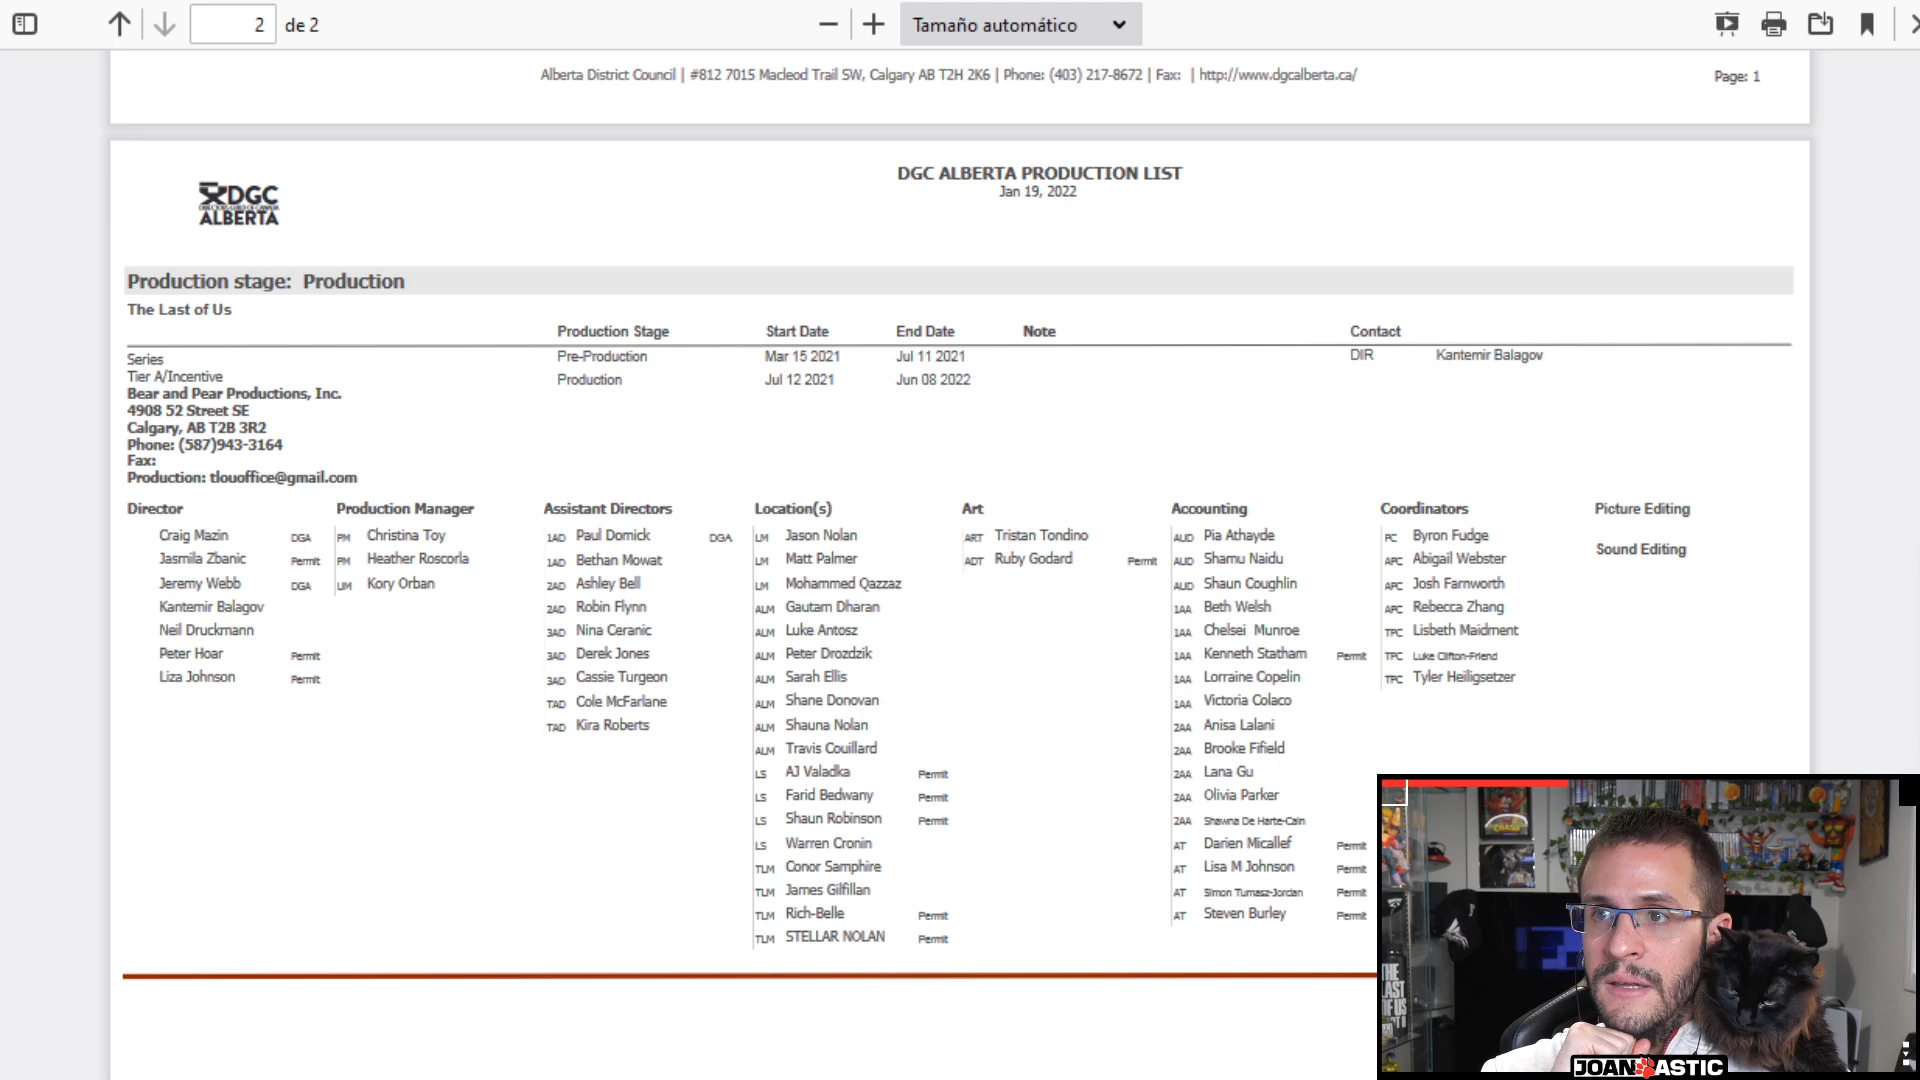 2 de 2 Tamaño automático
Alberta District Council | #812 7015 Macleod Trail SW, Calgary AB T2H 2K6 | Phone: (403) 217-8672 | Fax: | http://www.dgcalberta.ca/ Page: 1
DGC
ALBERTA
DGC ALBERTA PRODUCTION LIST
Jan 19, 2022
Production stage: Production
The Last of Us
Production Stage Start Date End Date Note Contact
Pre-Production Mar 15 2021 Jul 11 2021 DIR Kantemir Balagov
Production Jul 12 2021 Jun 08 2022
Series
Tier A/Incentive
Bear and Pear Productions, Inc.
4908 52 Street SE
Calgary, AB T2B 3R2
Phone: (587)943-3164
Fax:
Production: tlouoffice@gmail.com
Director
Craig Mazin DGA
Jasmila Zbanic Permit
Jeremy Webb DGA
Kantemir Balagov
Neil Druckmann
Peter Hoar Permit
Liza Johnson Permit
Production Manager
PM Christina Toy
PM Heather Roscorla
UM Kory Orban
Assistant Directors
1AD Paul Domick DGA
1AD Bethan Mowat
2AD Ashley Bell
2AD Robin Flynn
3AD Nina Ceranic
3AD Derek Jones
3AD Cassie Turgeon
TAD Cole McFarlane
TAD Kira Roberts
Location(s)
LM Jason Nolan
LM Matt Palmer
LM Mohammed Qazzaz
ALM Gautam Dharan
ALM Luke Antosz
ALM Peter Drozdzik
ALM Sarah Ellis
ALM Shane Donovan
ALM Shauna Nolan
ALM Travis Couillard
LS AJ Valadka Permit
LS Farid Bedwany Permit
LS Shaun Robinson Permit
LS Warren Cronin
TLM Conor Samphire
TLM James Gilfillan
TLM Rich-Belle Permit
TLM STELLAR NOLAN Permit
Art
ART Tristan Tondino
ADT Ruby Godard Permit
Accounting
AUD Pia Athayde
AUD Shamu Naidu
AUD Shaun Coughlin
1AA Beth Welsh
1AA Chelsei Munroe
1AA Kenneth Statham Permit
1AA Lorraine Copelin
1AA Victoria Colaco
2AA Anisa Lalani
2AA Brooke Fifield
2AA Lana Gu
2AA Olivia Parker
2AA Shawna De Harte-Cain
AT Darien Micallef Permit
AT Lisa M Johnson Permit
AT Simon Tumasz-Jordan Permit
AT Steven Burley Permit
Coordinators
PC Byron Fudge
APC Abigail Webster
APC Josh Farnworth
APC Rebecca Zhang
TPC Lisbeth Maidment
TPC Luke Clifton-Friend
TPC Tyler Heiligsetzer
Picture Editing
Sound Editing
CRASH
THE
LAST
OF US
JOAN ASTIC